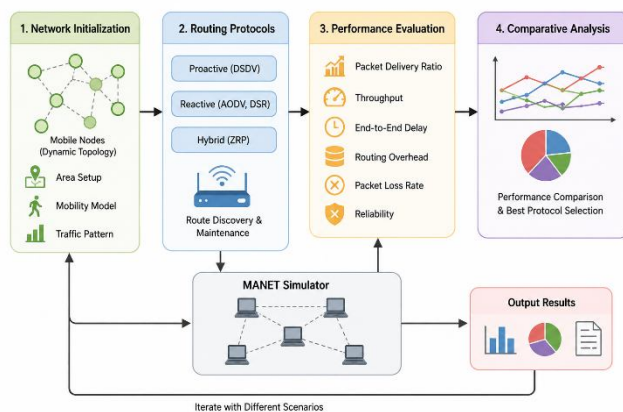 1. Network Initialization
Mobile Nodes
(Dynamic Topology)
Area Setup
Mobility Model
Traffic Pattern
2. Routing Protocols
Proactive (DSDV)
Reactive (AODV, DSR)
Hybrid (ZRP)
Route Discovery &
Maintenance
3. Performance Evaluation
Packet Delivery Ratio
Throughput
End-to-End Delay
Routing Overhead
Packet Loss Rate
Reliability
4. Comparative Analysis
Performance Comparison
& Best Protocol Selection
MANET Simulator
Output Results
Iterate with Different Scenarios